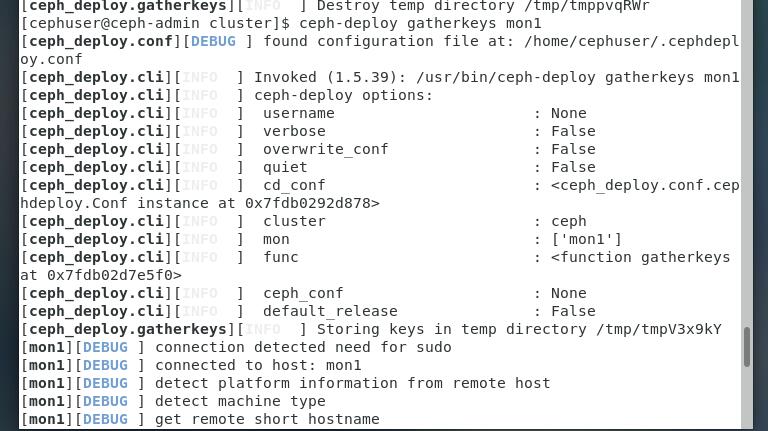 [ceph_deploy.gatherkeys][INFO  ] Destroy temp directory /tmp/tmppvqRWr
[cephuser@ceph-admin cluster]$ ceph-deploy gatherkeys mon1
[ceph_deploy.conf][DEBUG ] found configuration file at: /home/cephuser/.cephdepl
oy.conf
[ceph_deploy.cli][INFO  ] Invoked (1.5.39): /usr/bin/ceph-deploy gatherkeys mon1
[ceph_deploy.cli][INFO  ] ceph-deploy options:
[ceph_deploy.cli][INFO  ]  username                      : None
[ceph_deploy.cli][INFO  ]  verbose                       : False
[ceph_deploy.cli][INFO  ]  overwrite_conf                : False
[ceph_deploy.cli][INFO  ]  quiet                         : False
[ceph_deploy.cli][INFO  ]  cd_conf                       : <ceph_deploy.conf.cep
hdeploy.Conf instance at 0x7fdb0292d878>
[ceph_deploy.cli][INFO  ]  cluster                       : ceph
[ceph_deploy.cli][INFO  ]  mon                           : ['mon1']
[ceph_deploy.cli][INFO  ]  func                          : <function gatherkeys 
at 0x7fdb02d7e5f0>
[ceph_deploy.cli][INFO  ]  ceph_conf                     : None
[ceph_deploy.cli][INFO  ]  default_release               : False
[ceph_deploy.gatherkeys][INFO  ] Storing keys in temp directory /tmp/tmpV3x9kY
[mon1][DEBUG ] connection detected need for sudo
[mon1][DEBUG ] connected to host: mon1
[mon1][DEBUG ] detect platform information from remote host
[mon1][DEBUG ] detect machine type
[mon1][DEBUG ] get remote short hostname